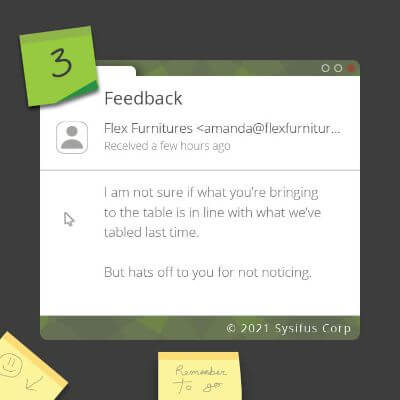 3
Feedback
Flex Furnitures <amanda@flexfurnitur...
Received a few hours ago
I am not sure if what you're bringing
to the table is in line with what we've
tabled last time.
But hats off to you for not noticing.
© 2021 Sysifus Corp
Remember
To go